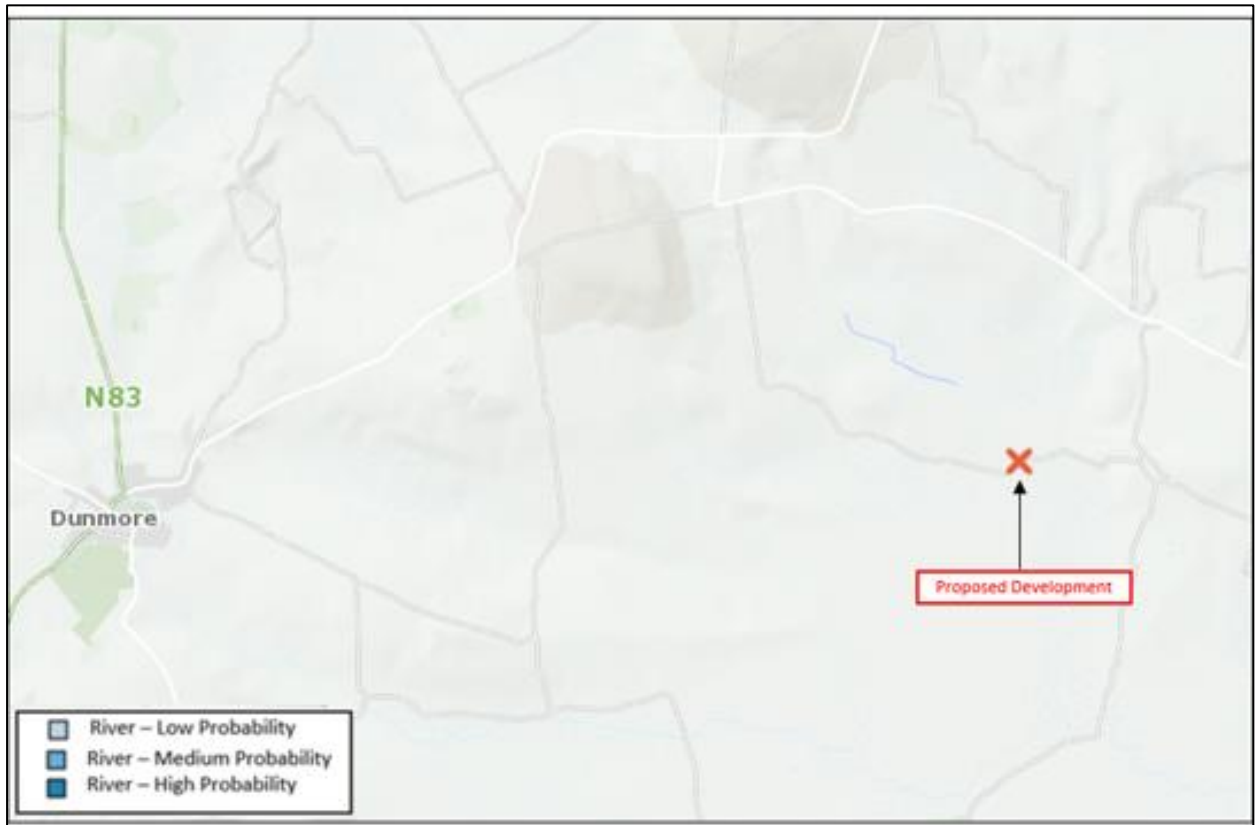 N83
Dunmore
Proposed Development
River – Low Probability
River – Medium Probability
River – High Probability